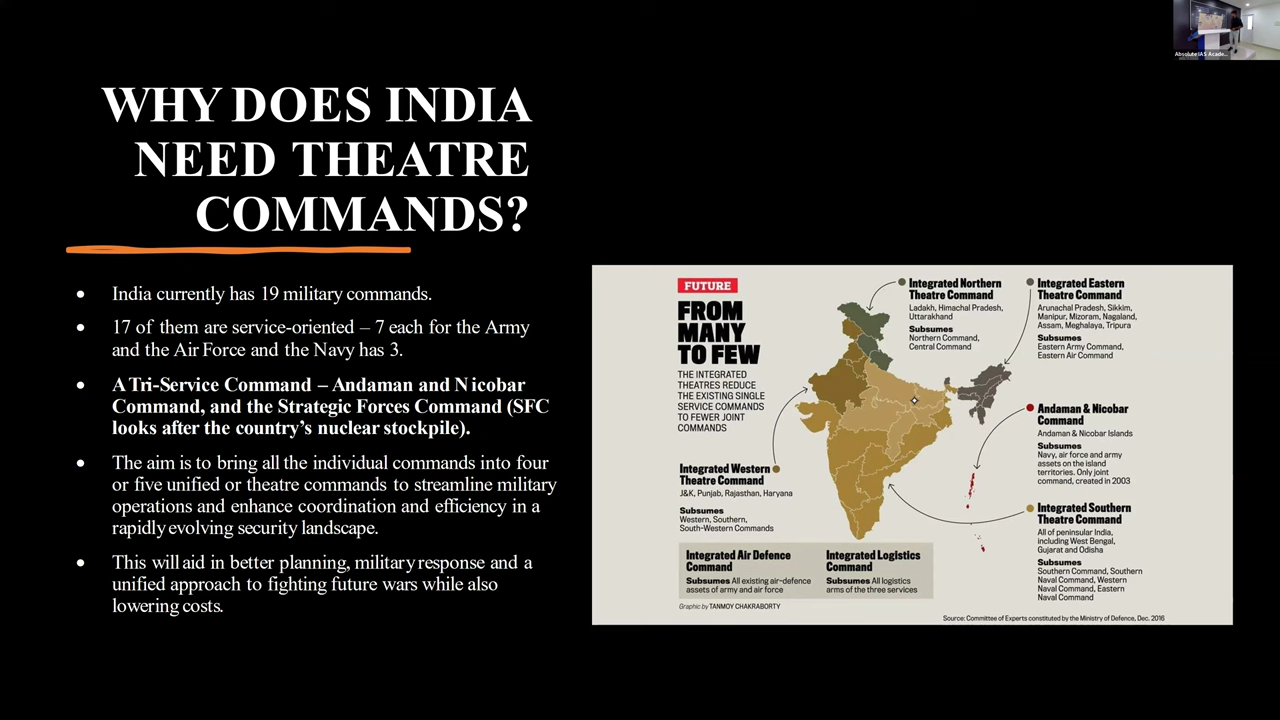 Absolute IAS Acade...
WHY DOES INDIA
NEED THEATRE
COMMANDS?
• India currently has 19 military commands.
• 17 of them are service-oriented – 7 each for the Army
and the Air Force and the Navy has 3.
• A Tri-Service Command – Andaman and Nicobar
Command, and the Strategic Forces Command (SFC
looks after the country’s nuclear stockpile).
• The aim is to bring all the individual commands into four
or five unified or theatre commands to streamline military
operations and enhance coordination and efficiency in a
rapidly evolving security landscape.
• This will aid in better planning, military response and a
unified approach to fighting future wars while also
lowering costs.
FUTURE
FROM
MANY
TO FEW
THE INTEGRATED
THEATRES REDUCE
THE EXISTING SINGLE
SERVICE COMMANDS
TO FEWER JOINT
COMMANDS
Integrated Northern
Theatre Command
Ladakh, Himachal Pradesh,
Uttarakhand
Subsumes
Northern Command,
Central Command
Integrated Eastern
Theatre Command
Arunachal Pradesh, Sikkim,
Manipur, Mizoram, Nagaland,
Assam, Meghalaya, Tripura
Subsumes
Eastern Army Command,
Eastern Air Command
Andaman & Nicobar
Command
Andaman & Nicobar Islands
Subsumes
Navy, air force and army
assets on the island
territories. Only joint
command, created in 2003
Integrated Western
Theatre Command
J&K, Punjab, Rajasthan, Haryana
Subsumes
Western, Southern,
South-Western Commands
Integrated Southern
Theatre Command
All of peninsular India,
including West Bengal,
Gujarat and Odisha
Subsumes
Southern Command, Southern
Naval Command, Western
Naval Command, Eastern
Naval Command
Integrated Air Defence
Command
Subsumes All existing air-defence
assets of army and air force
Integrated Logistics
Command
Subsumes All logistics
arms of the three services
Graphic by TANMOY CHAKRABORTY
Source: Committee of Experts constituted by the Ministry of Defence, Dec. 2016